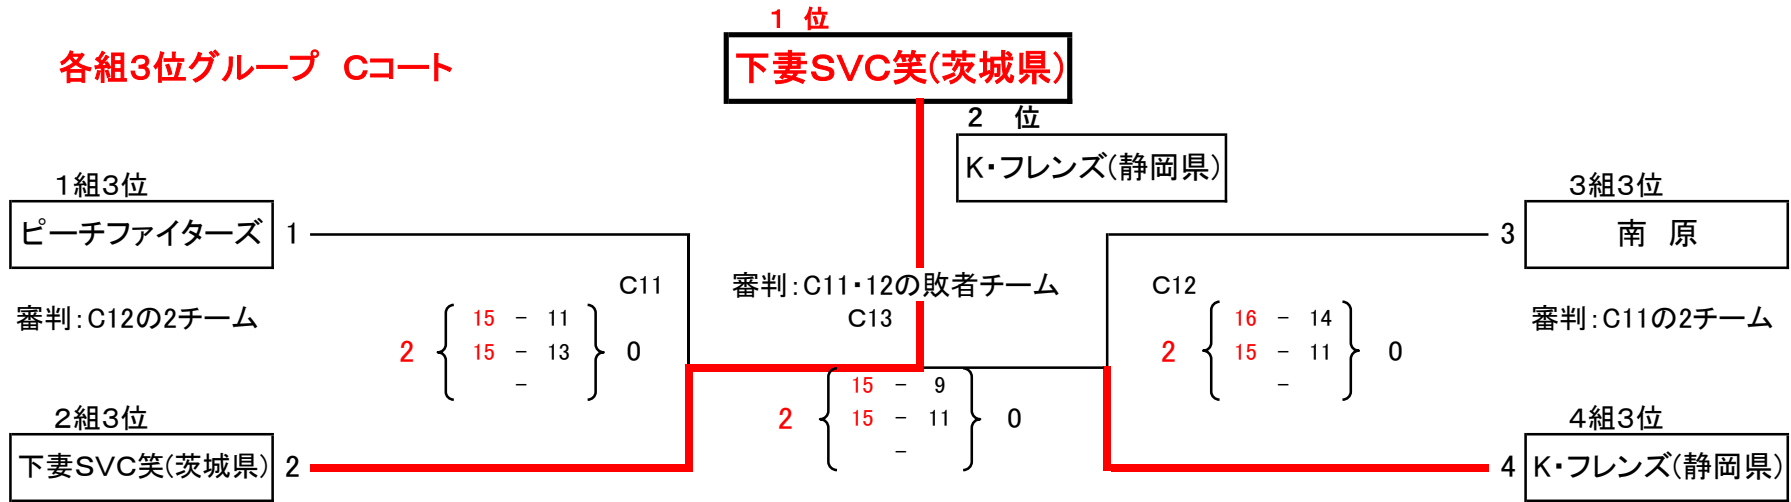 １ 位
各組３位グループ Ｃコート
下妻ＳＶＣ笑(茨城県)
２ 位
K・フレンズ(静岡県)
１組３位
３組３位
ピーチファイターズ 1
3 南 原
C11
審判：C11・12の敗者チーム
C12
審判：C12の2チーム
C13
審判：C11の2チーム
15 - 11
16 - 14
2 15 - 13 0
2 15 - 11 0
-
-
15 - 9
2 15 - 11 0
-
２組３位
４組３位
下妻ＳＶＣ笑(茨城県) 2
4 K・フレンズ(静岡県)